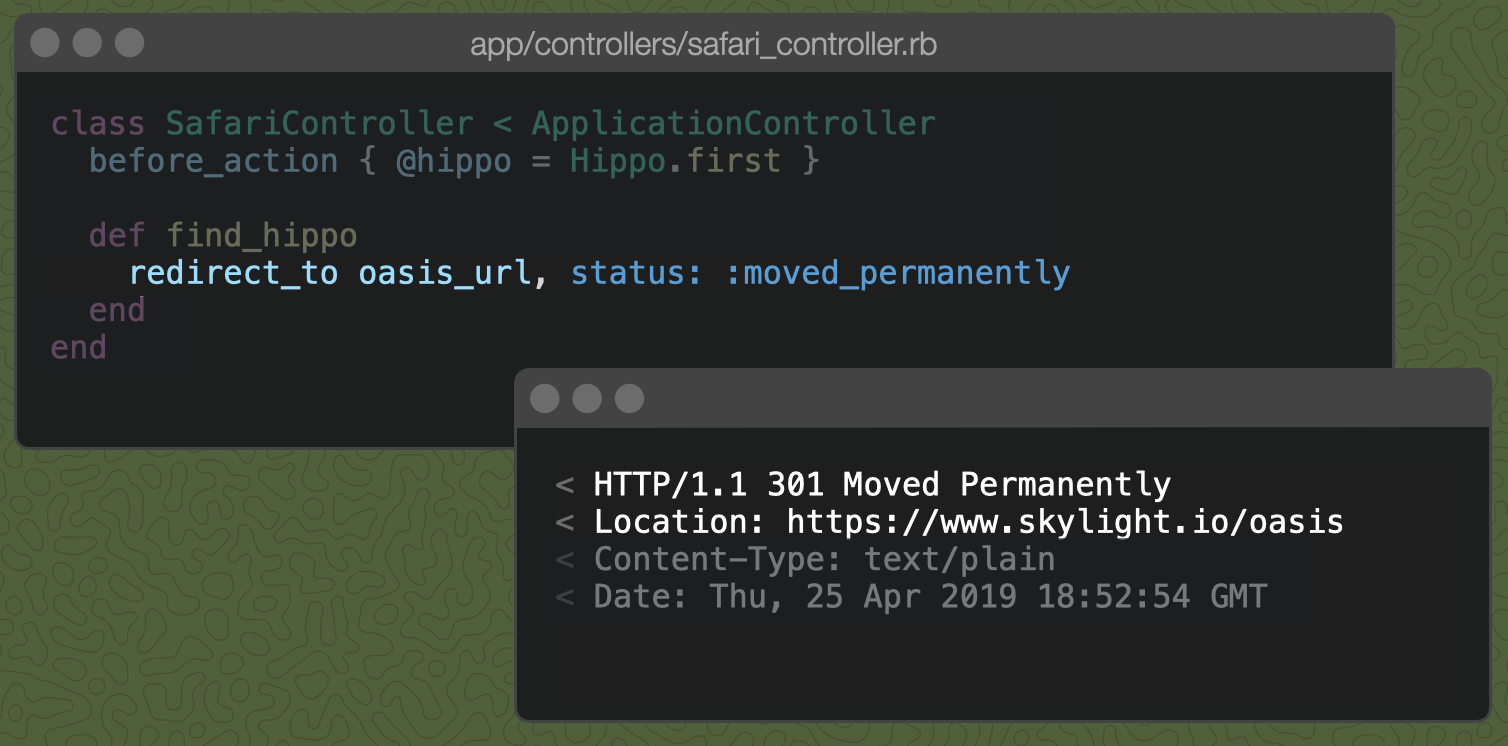 app/controllers/safari_controller.rb
class SafariController < ApplicationController
  before_action { @hippo = Hippo.first }
  def find_hippo
    redirect_to oasis_url, status: :moved_permanently
  end
end
< HTTP/1.1 301 Moved Permanently
< Location: https://www.skylight.io/oasis
< Content-Type: text/plain
< Date: Thu, 25 Apr 2019 18:52:54 GMT